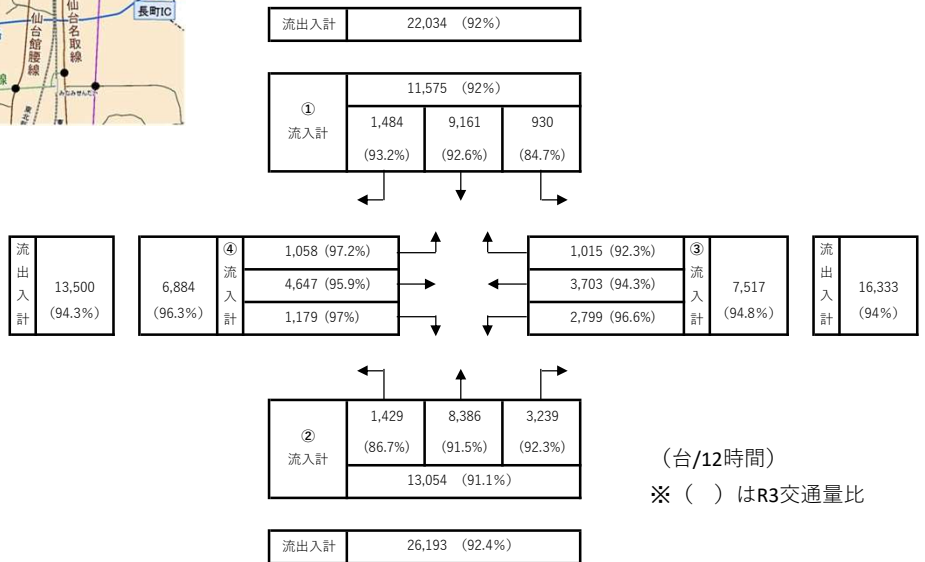 長町IC
仙台館腰線
仙台名取線
線
流出入計 22,034 (92%)
① 流入計
11,575 (92%)
1,484 9,161 930
(93.2%) (92.6%) (84.7%)
流出入計
13,500
(94.3%)
6,884
(96.3%)
④ 流入計
1,058 (97.2%)
4,647 (95.9%)
1,179 (97%)
1,015 (92.3%)
3,703 (94.3%)
2,799 (96.6%)
③ 流入計
7,517
(94.8%)
流出入計
16,333
(94%)
② 流入計
1,429 8,386 3,239
(86.7%) (91.5%) (92.3%)
13,054 (91.1%)
流出入計 26,193 (92.4%)
(台/12時間)
※( )はR3交通量比